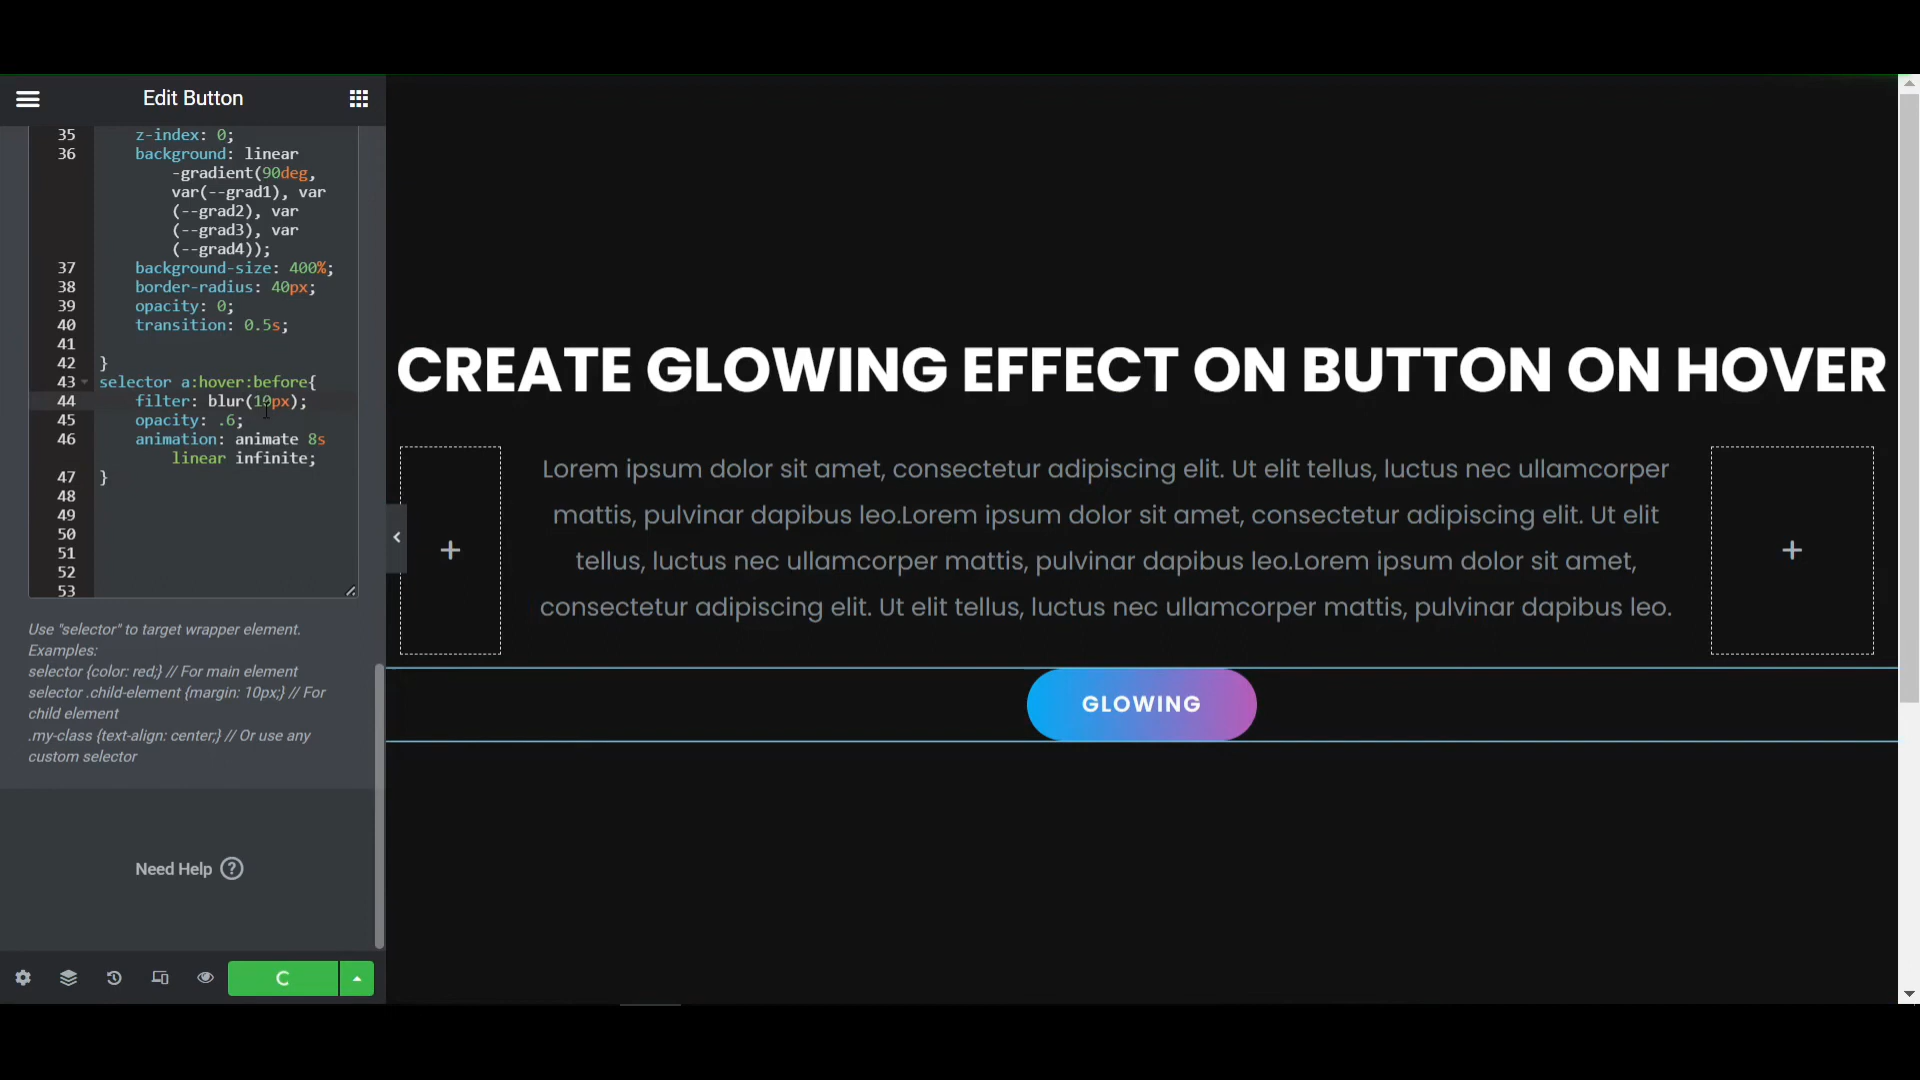 Edit Button
35 z-index: 0;
36 background: linear
-gradient(90deg,
var(--grad1), var
(--grad2), var
(--grad3), var
(--grad4));
37 background-size: 400%;
38 border-radius: 40px;
39 opacity: 0;
40 transition: 0.5s;
41
42 }
43 selector a:hover:before{
44 filter: blur(10px);
45 opacity: .6;
46 animation: animate 8s
linear infinite;
47 }
48
49
50
51
52
53
Use "selector" to target wrapper element.
Examples:
selector {color: red;} // For main element
selector .child-element {margin: 10px;} // For
child element
.my-class {text-align: center;} // Or use any
custom selector
Need Help ?
CREATE GLOWING EFFECT ON BUTTON ON HOVER
Lorem ipsum dolor sit amet, consectetur adipiscing elit. Ut elit tellus, luctus nec ullamcorper
mattis, pulvinar dapibus leo.Lorem ipsum dolor sit amet, consectetur adipiscing elit. Ut elit
tellus, luctus nec ullamcorper mattis, pulvinar dapibus leo.Lorem ipsum dolor sit amet,
consectetur adipiscing elit. Ut elit tellus, luctus nec ullamcorper mattis, pulvinar dapibus leo.
GLOWING